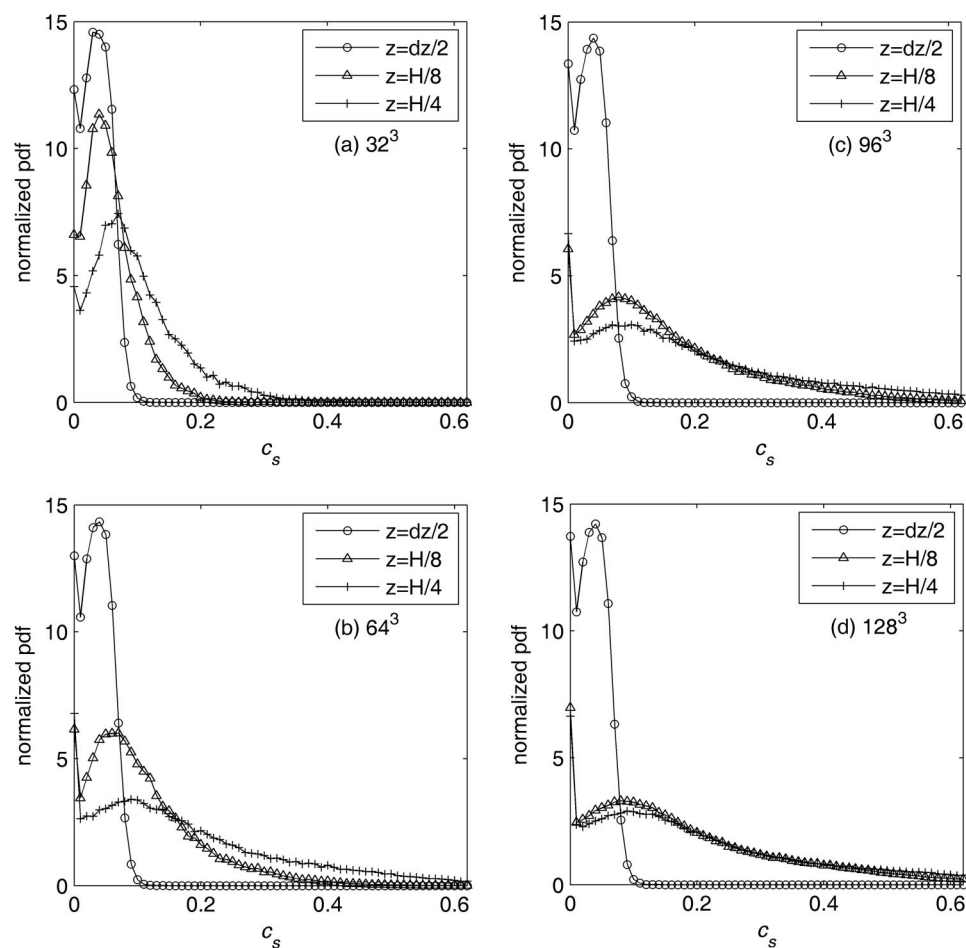 15
10
5
0
normalized pdf
z=dz/2
z=H/8
z=H/4
(a) 32³
0 0.2 0.4 0.6
c_s
15
10
5
0
normalized pdf
z=dz/2
z=H/8
z=H/4
(c) 96³
0 0.2 0.4 0.6
c_s
15
10
5
0
normalized pdf
z=dz/2
z=H/8
z=H/4
(b) 64³
0 0.2 0.4 0.6
c_s
15
10
5
0
normalized pdf
z=dz/2
z=H/8
z=H/4
(d) 128³
0 0.2 0.4 0.6
c_s